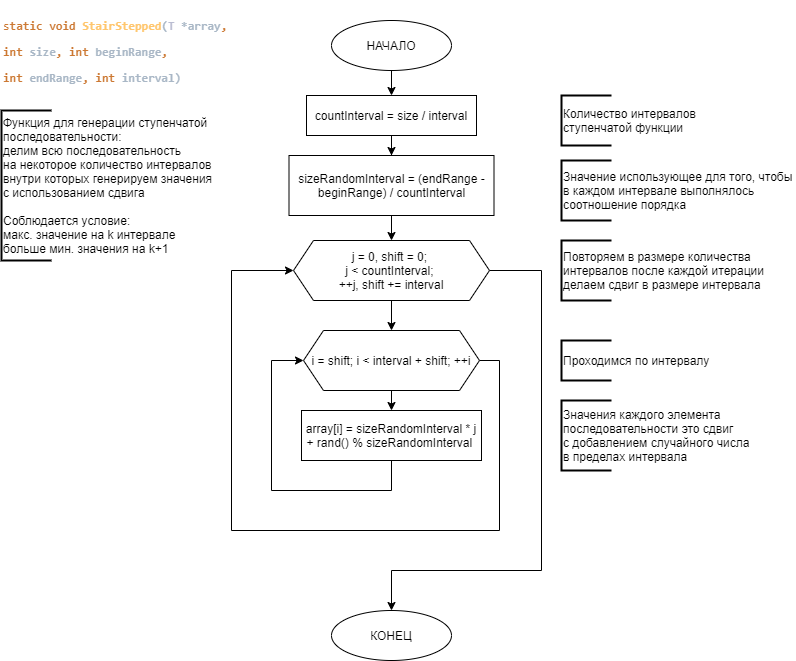 static void StairStepped(T *array,
int size, int beginRange,
int endRange, int interval)
Функция для генерации ступенчатой
последовательности:
делим всю последовательность
на некоторое количество интервалов
внутри которых генерируем значения
с использованием сдвига
Соблюдается условие:
макс. значение на k интервале
больше мин. значения на k+1
НАЧАЛО
countInterval = size / interval
Количество интервалов
ступенчатой функции
sizeRandomInterval = (endRange -
beginRange) / countInterval
Значение использующее для того, чтобы
в каждом интервале выполнялось
соотношение порядка
j = 0, shift = 0;
j < countInterval;
++j, shift += interval
Повторяем в размере количества
интервалов после каждой итерации
делаем сдвиг в размере интервала
i = shift; i < interval + shift; ++i
Проходимся по интервалу
array[i] = sizeRandomInterval * j
+ rand() % sizeRandomInterval
Значения каждого элемента
последовательности это сдвиг
с добавлением случайного числа
в пределах интервала
КОНЕЦ